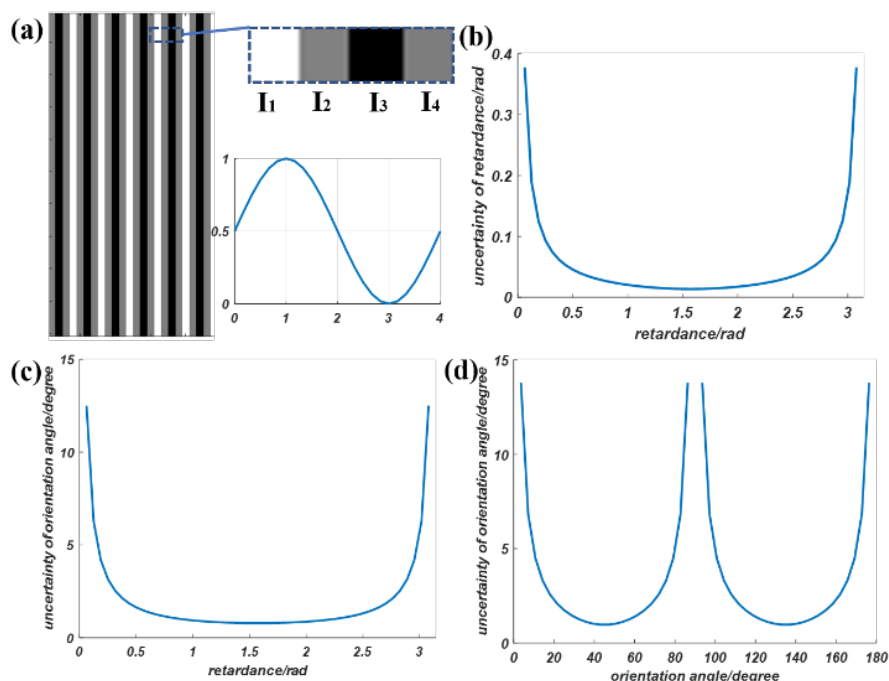 (a)
I1 I2 I3 I4
1
0.5
0
0 1 2 3 4
(b)
uncertainty of retardance/rad
0.4
0.3
0.2
0.1
0
0 0.5 1 1.5 2 2.5 3
retardance/rad
(c)
uncertainty of orientation angle/degree
15
10
5
0
0 0.5 1 1.5 2 2.5 3
retardance/rad
(d)
uncertainty of orientation angle/degree
15
10
5
0
0 20 40 60 80 100 120 140 160 180
orientation angle/degree